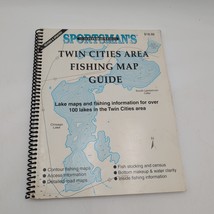 SPORTSMAN'S
TWIN CITIES AREA
FISHING MAP
GUIDE
Lake maps and fishing information for over
100 lakes in the Twin Cities area
• Contour fishing maps
• Access information
• Detailed road maps
• Fish stocking and census
• Bottom makeup & water clarity
• Inside fishing information